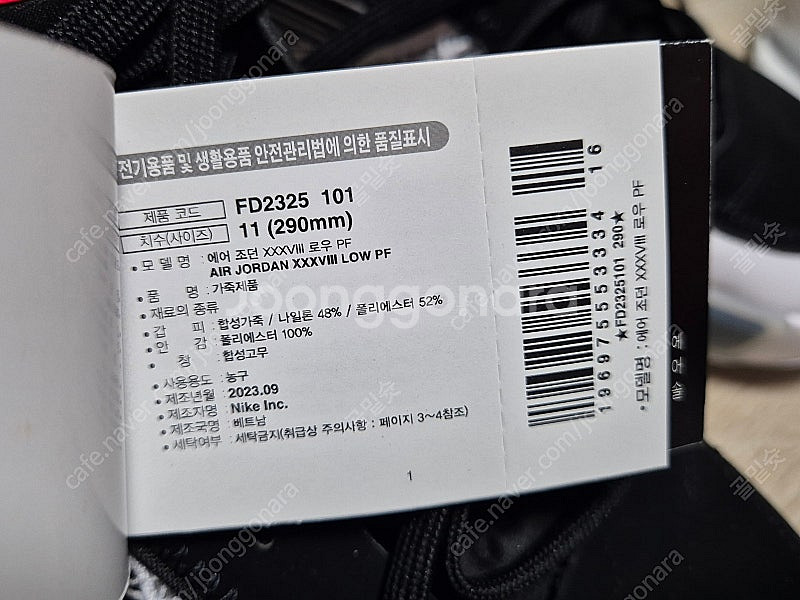 전기용품 및 생활용품 안전관리법에 의한 품질표시
제품 코드 FD2325 101
치수(사이즈) 11 (290mm)
• 모 델 명 : 에어 조던 XXXVIII 로우 PF
AIR JORDAN XXXVIII LOW PF
• 품 명 : 가죽제품
• 재료의 종류
• 갑 피 : 합성가죽 / 나일론 48% / 폴리에스터 52%
• 안 감 : 폴리에스터 100%
• 창 : 합성고무
• 사용용도 : 농구
• 제조년월 : 2023.09
• 제조자명 : Nike Inc.
• 제조국명 : 베트남
• 세탁여부 : 세탁금지(취급상 주의사항 : 페이지 3~4참조)
1
16
196975553334
★FD2325101 290★
• 모델명 : 에어 조던 XXXVIII 로우 PF
joonggonara
cafe.naver.com/joonggonara
골밑슛